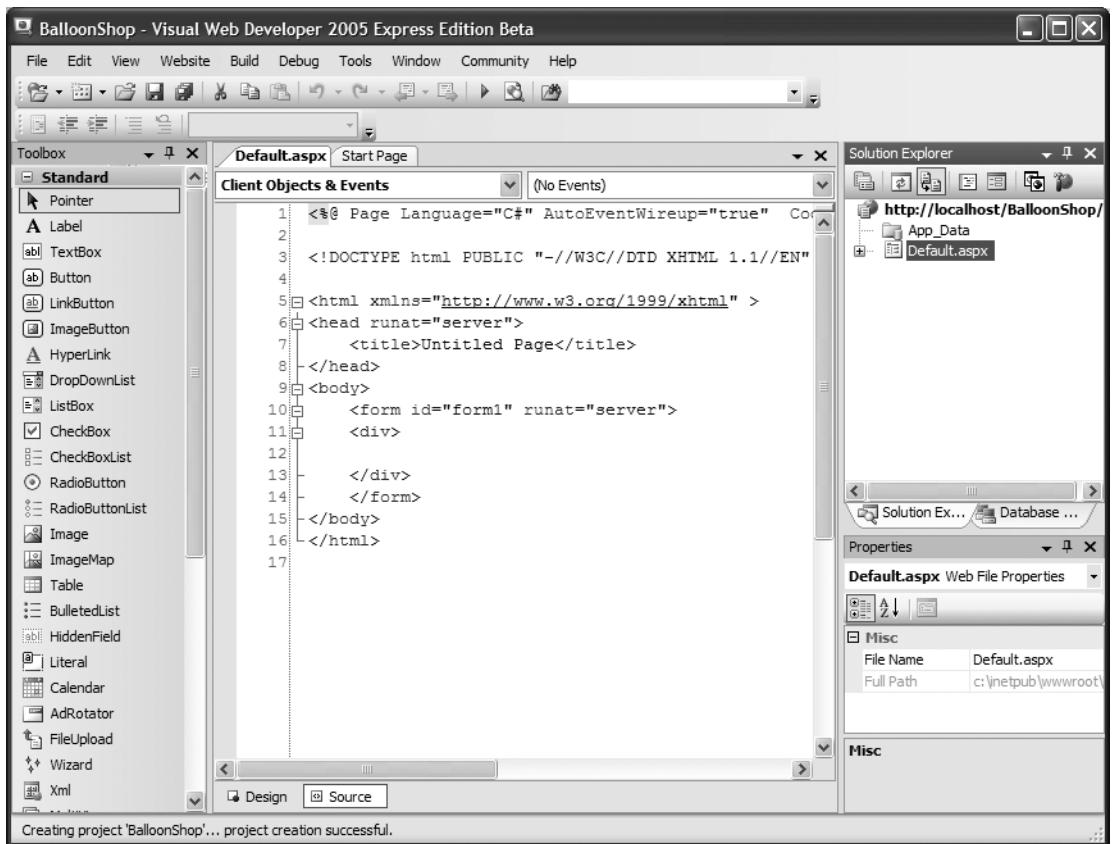 BalloonShop - Visual Web Developer 2005 Express Edition Beta
File Edit View Website Build Debug Tools Window Community Help
Toolbox
Standard
Pointer
A Label
abl TextBox
ab Button
ab LinkButton
ImageButton
A HyperLink
DropDownList
ListBox
CheckBox
CheckBoxList
RadioButton
RadioButtonList
Image
ImageMap
Table
BulletedList
abl HiddenField
Literal
Calendar
AdRotator
FileUpload
Wizard
Xml
Default.aspx Start Page
Client Objects & Events (No Events)
1 <%@ Page Language="C#" AutoEventWireup="true" Co
2
3 <!DOCTYPE html PUBLIC "-//W3C//DTD XHTML 1.1//EN"
4
5 <html xmlns="http://www.w3.org/1999/xhtml" >
6 <head runat="server">
7 <title>Untitled Page</title>
8 </head>
9 <body>
10 <form id="form1" runat="server">
11 <div>
12
13 </div>
14 </form>
15 </body>
16 </html>
17
Design Source
Solution Explorer
http://localhost/BalloonShop/
App_Data
Default.aspx
Solution Ex... Database ...
Properties
Default.aspx Web File Properties
Misc
File Name Default.aspx
Full Path c:\inetpub\wwwroot\
Misc
Creating project 'BalloonShop'... project creation successful.